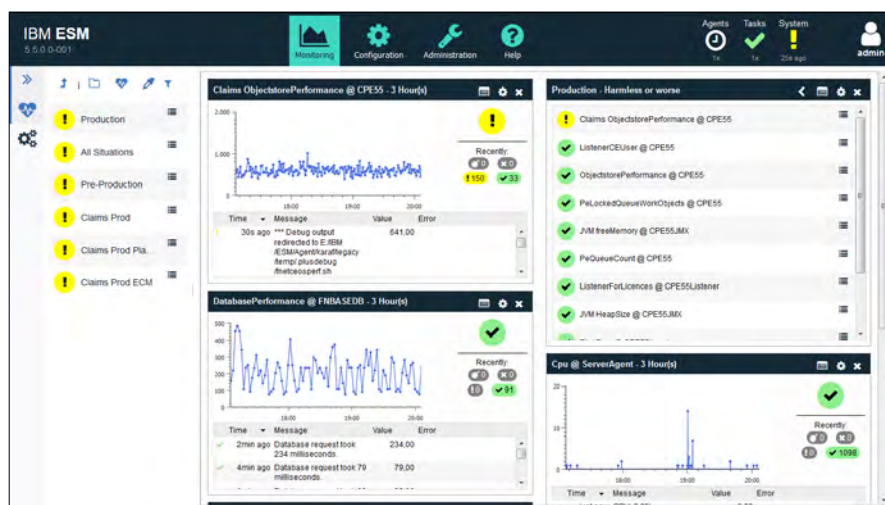 IBM ESM
5.5.0.0-001
Monitoring
Configuration
Administration
Help
Agents
Tasks
System
1x
1x
25s ago
admin
Production
All Situations
Pre-Production
Claims Prod
Claims Prod Pla...
Claims Prod ECM
Claims ObjectstorePerformance @ CPE55 - 3 Hour(s)
2.000
1.000
0
18:00
19:00
20:00
Recently:
0 0
150 33
Time Message Value Error
30s ago *** Debug output 641,00
redirected to E:/IBM
/ESM/Agent/karaf/legacy
/temp/.plusdebug
/fnetceosperf.sh
DatabasePerformance @ FNBASEDB - 3 Hour(s)
500
400
300
200
100
0
18:00
19:00
20:00
Recently:
0 0
0 91
Time Message Value Error
2min ago Database request took 234,00
234 milliseconds.
4min ago Database request took 79 79,00
milliseconds.
Production - Harmless or worse
Claims ObjectstorePerformance @ CPE55
ListenerCEUser @ CPE55
ObjectstorePerformance @ CPE55
PeLockedQueueWorkObjects @ CPE55
JVM freeMemory @ CPE55JMX
PeQueueCount @ CPE55
ListenerForLicences @ CPE55Listener
JVM HeapSize @ CPE55JMX
Cpu @ ServerAgent - 3 Hour(s)
20
10
0
18:00
19:00
20:00
Recently:
0 0
0 1098
Time Message Value Error